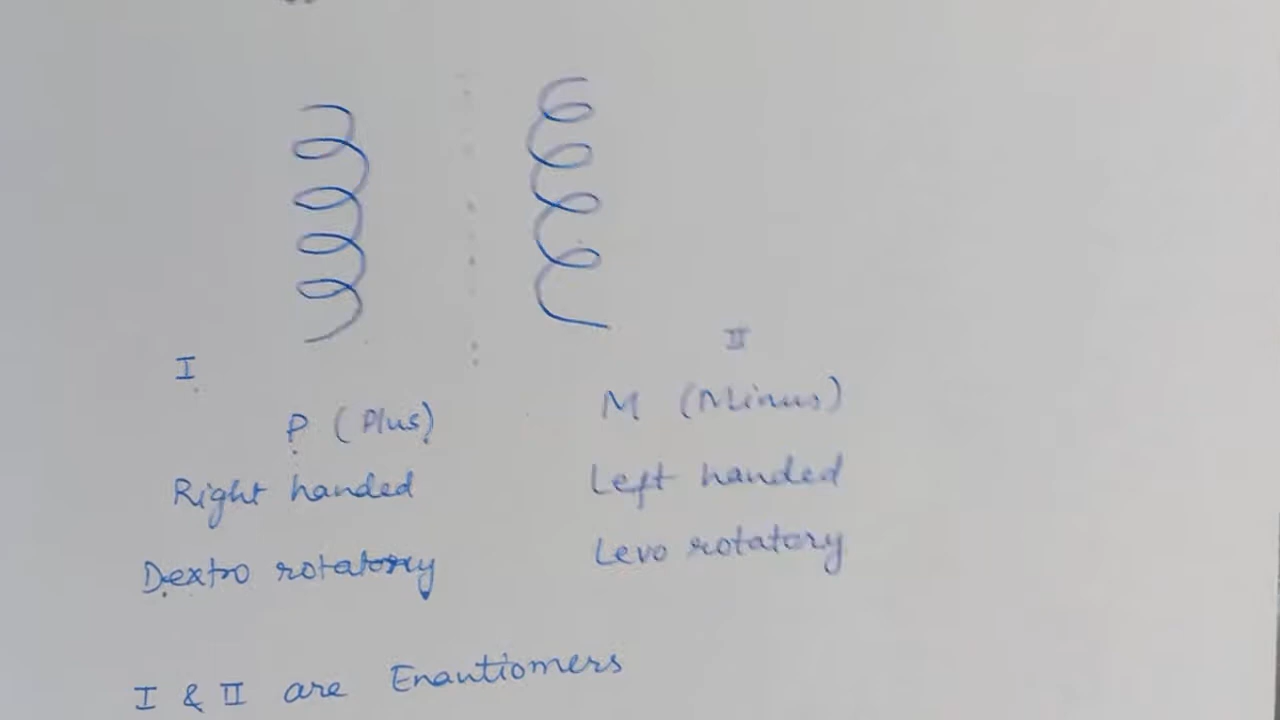 I
II
P (Plus)
M (Minus)
Right handed
Left handed
Dextro rotatory
Levo rotatory
I & II are Enantiomers